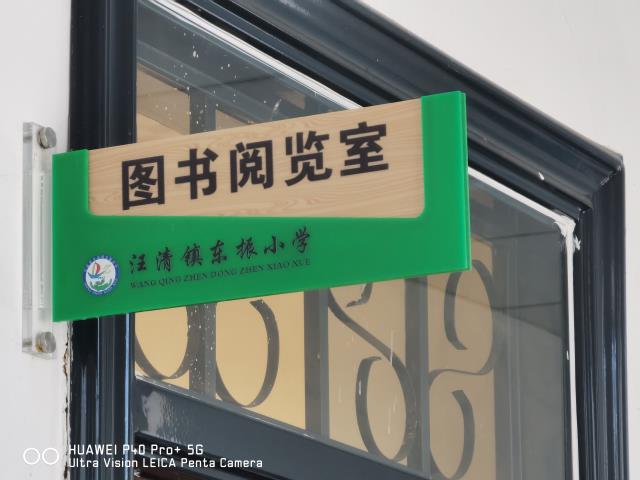 图书阅览室
汪清镇东振小学
WANG QING ZHEN DONG ZHEN XIAO XUE
HUAWEI P40 Pro+ 5G
Ultra Vision LEICA Penta Camera